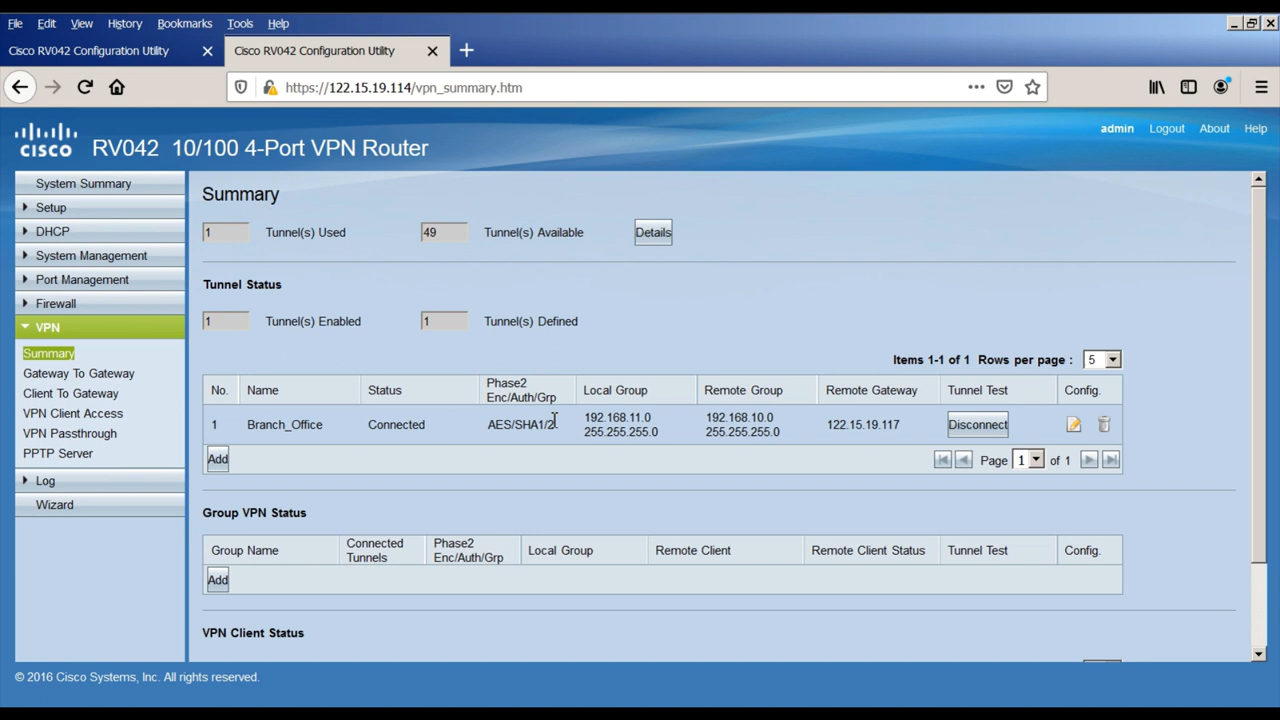 File Edit View History Bookmarks Tools Help
Cisco RV042 Configuration Utility
Cisco RV042 Configuration Utility
https://122.15.19.114/vpn_summary.htm
admin Logout About Help
cisco RV042 10/100 4-Port VPN Router
System Summary
Setup
DHCP
System Management
Port Management
Firewall
VPN
Summary
Gateway To Gateway
Client To Gateway
VPN Client Access
VPN Passthrough
PPTP Server
Log
Wizard
Summary
1 Tunnel(s) Used 49 Tunnel(s) Available Details
Tunnel Status
1 Tunnel(s) Enabled 1 Tunnel(s) Defined
Items 1-1 of 1 Rows per page : 5
No. Name Status Phase2 Enc/Auth/Grp Local Group Remote Group Remote Gateway Tunnel Test Config.
1 Branch_Office Connected AES/SHA1/2 192.168.11.0 255.255.255.0 192.168.10.0 255.255.255.0 122.15.19.117 Disconnect
Add Page 1 of 1
Group VPN Status
Group Name Connected Tunnels Phase2 Enc/Auth/Grp Local Group Remote Client Remote Client Status Tunnel Test Config.
Add
VPN Client Status
© 2016 Cisco Systems, Inc. All rights reserved.